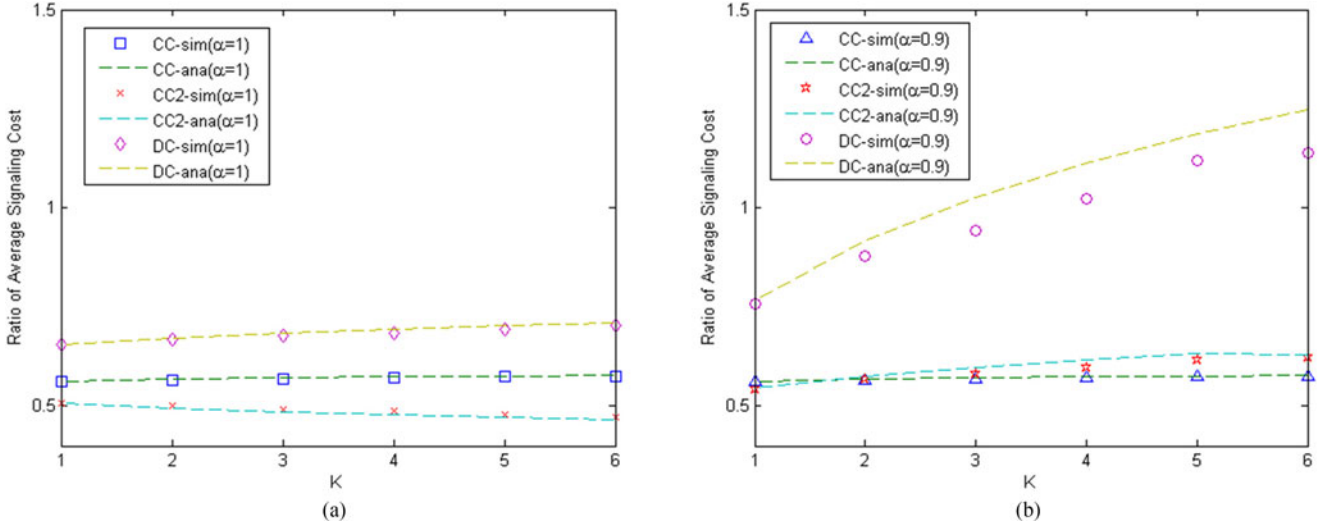 1.5
CC-sim(α=1)
CC-ana(α=1)
CC2-sim(α=1)
CC2-ana(α=1)
DC-sim(α=1)
DC-ana(α=1)
1
0.5
Ratio of Average Signaling Cost
1 2 3 4 5 6
K
(a)
1.5
CC-sim(α=0.9)
CC-ana(α=0.9)
CC2-sim(α=0.9)
CC2-ana(α=0.9)
DC-sim(α=0.9)
DC-ana(α=0.9)
1
0.5
Ratio of Average Signaling Cost
1 2 3 4 5 6
K
(b)